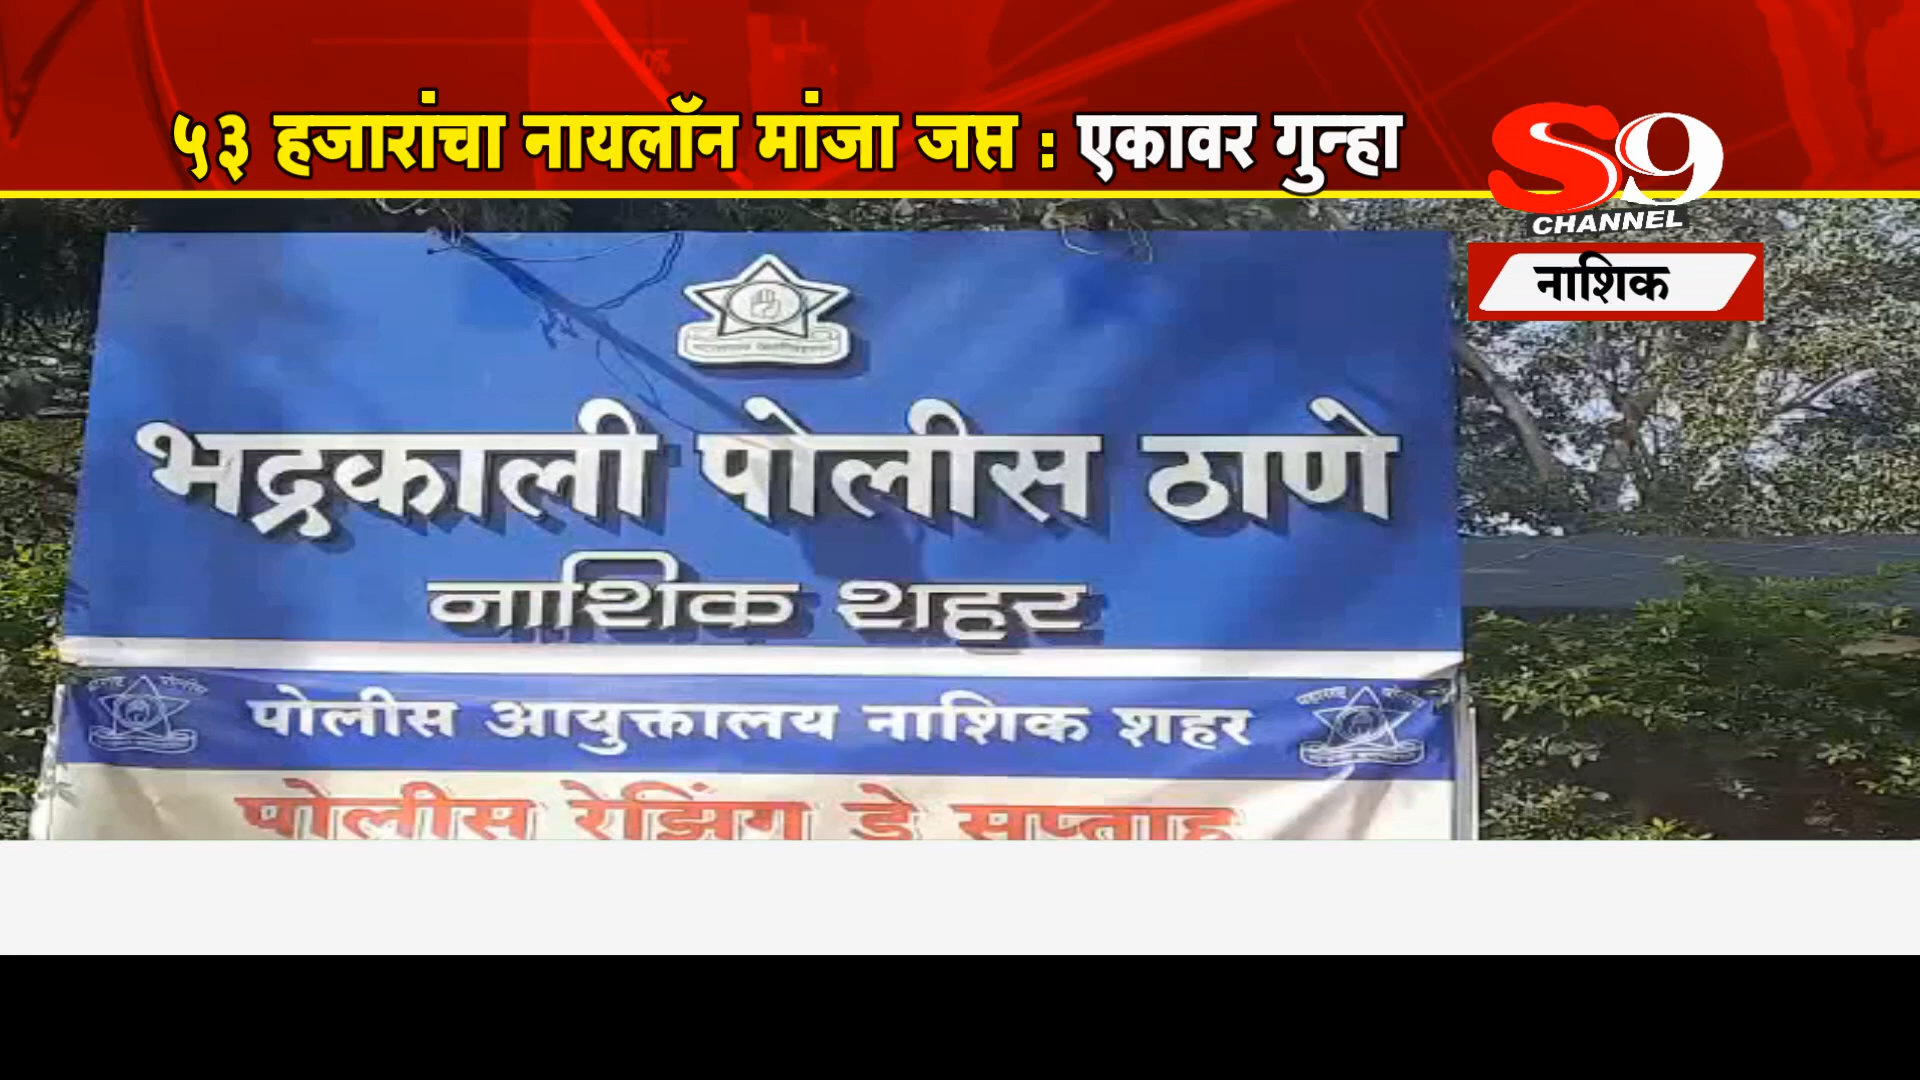 ५३ हजारांचा नायलॉन मांजा जप्त : एकावर गुन्हा
S9
CHANNEL
नाशिक
भद्रकाली पोलीस ठाणे
नाशिक शहर
पोलीस आयुक्तालय नाशिक शहर
पोलीस रेझिंग डे सप्ताह